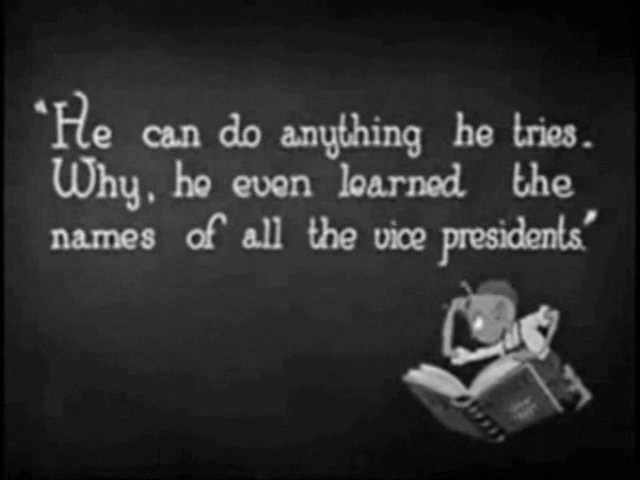 "He can do anything he tries.
Why, he even learned the
names of all the vice presidents."